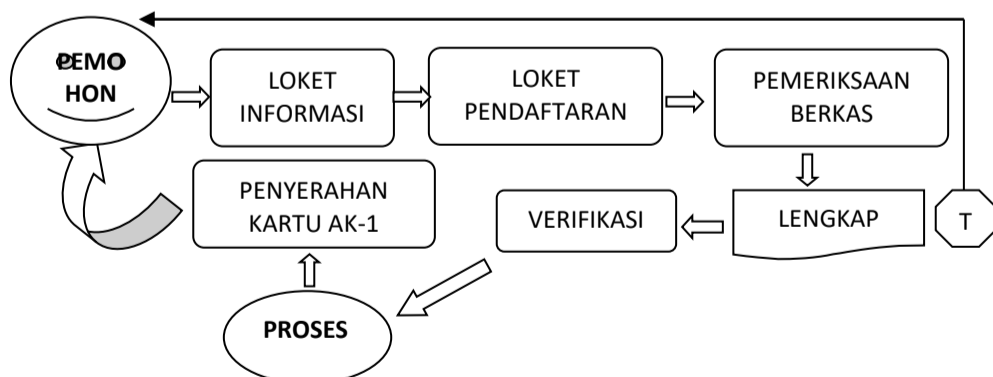 PEMO
HON
LOKET
INFORMASI
LOKET
PENDAFTARAN
PEMERIKSAAN
BERKAS
PENYERAHAN
KARTU AK-1
VERIFIKASI
LENGKAP
T
PROSES